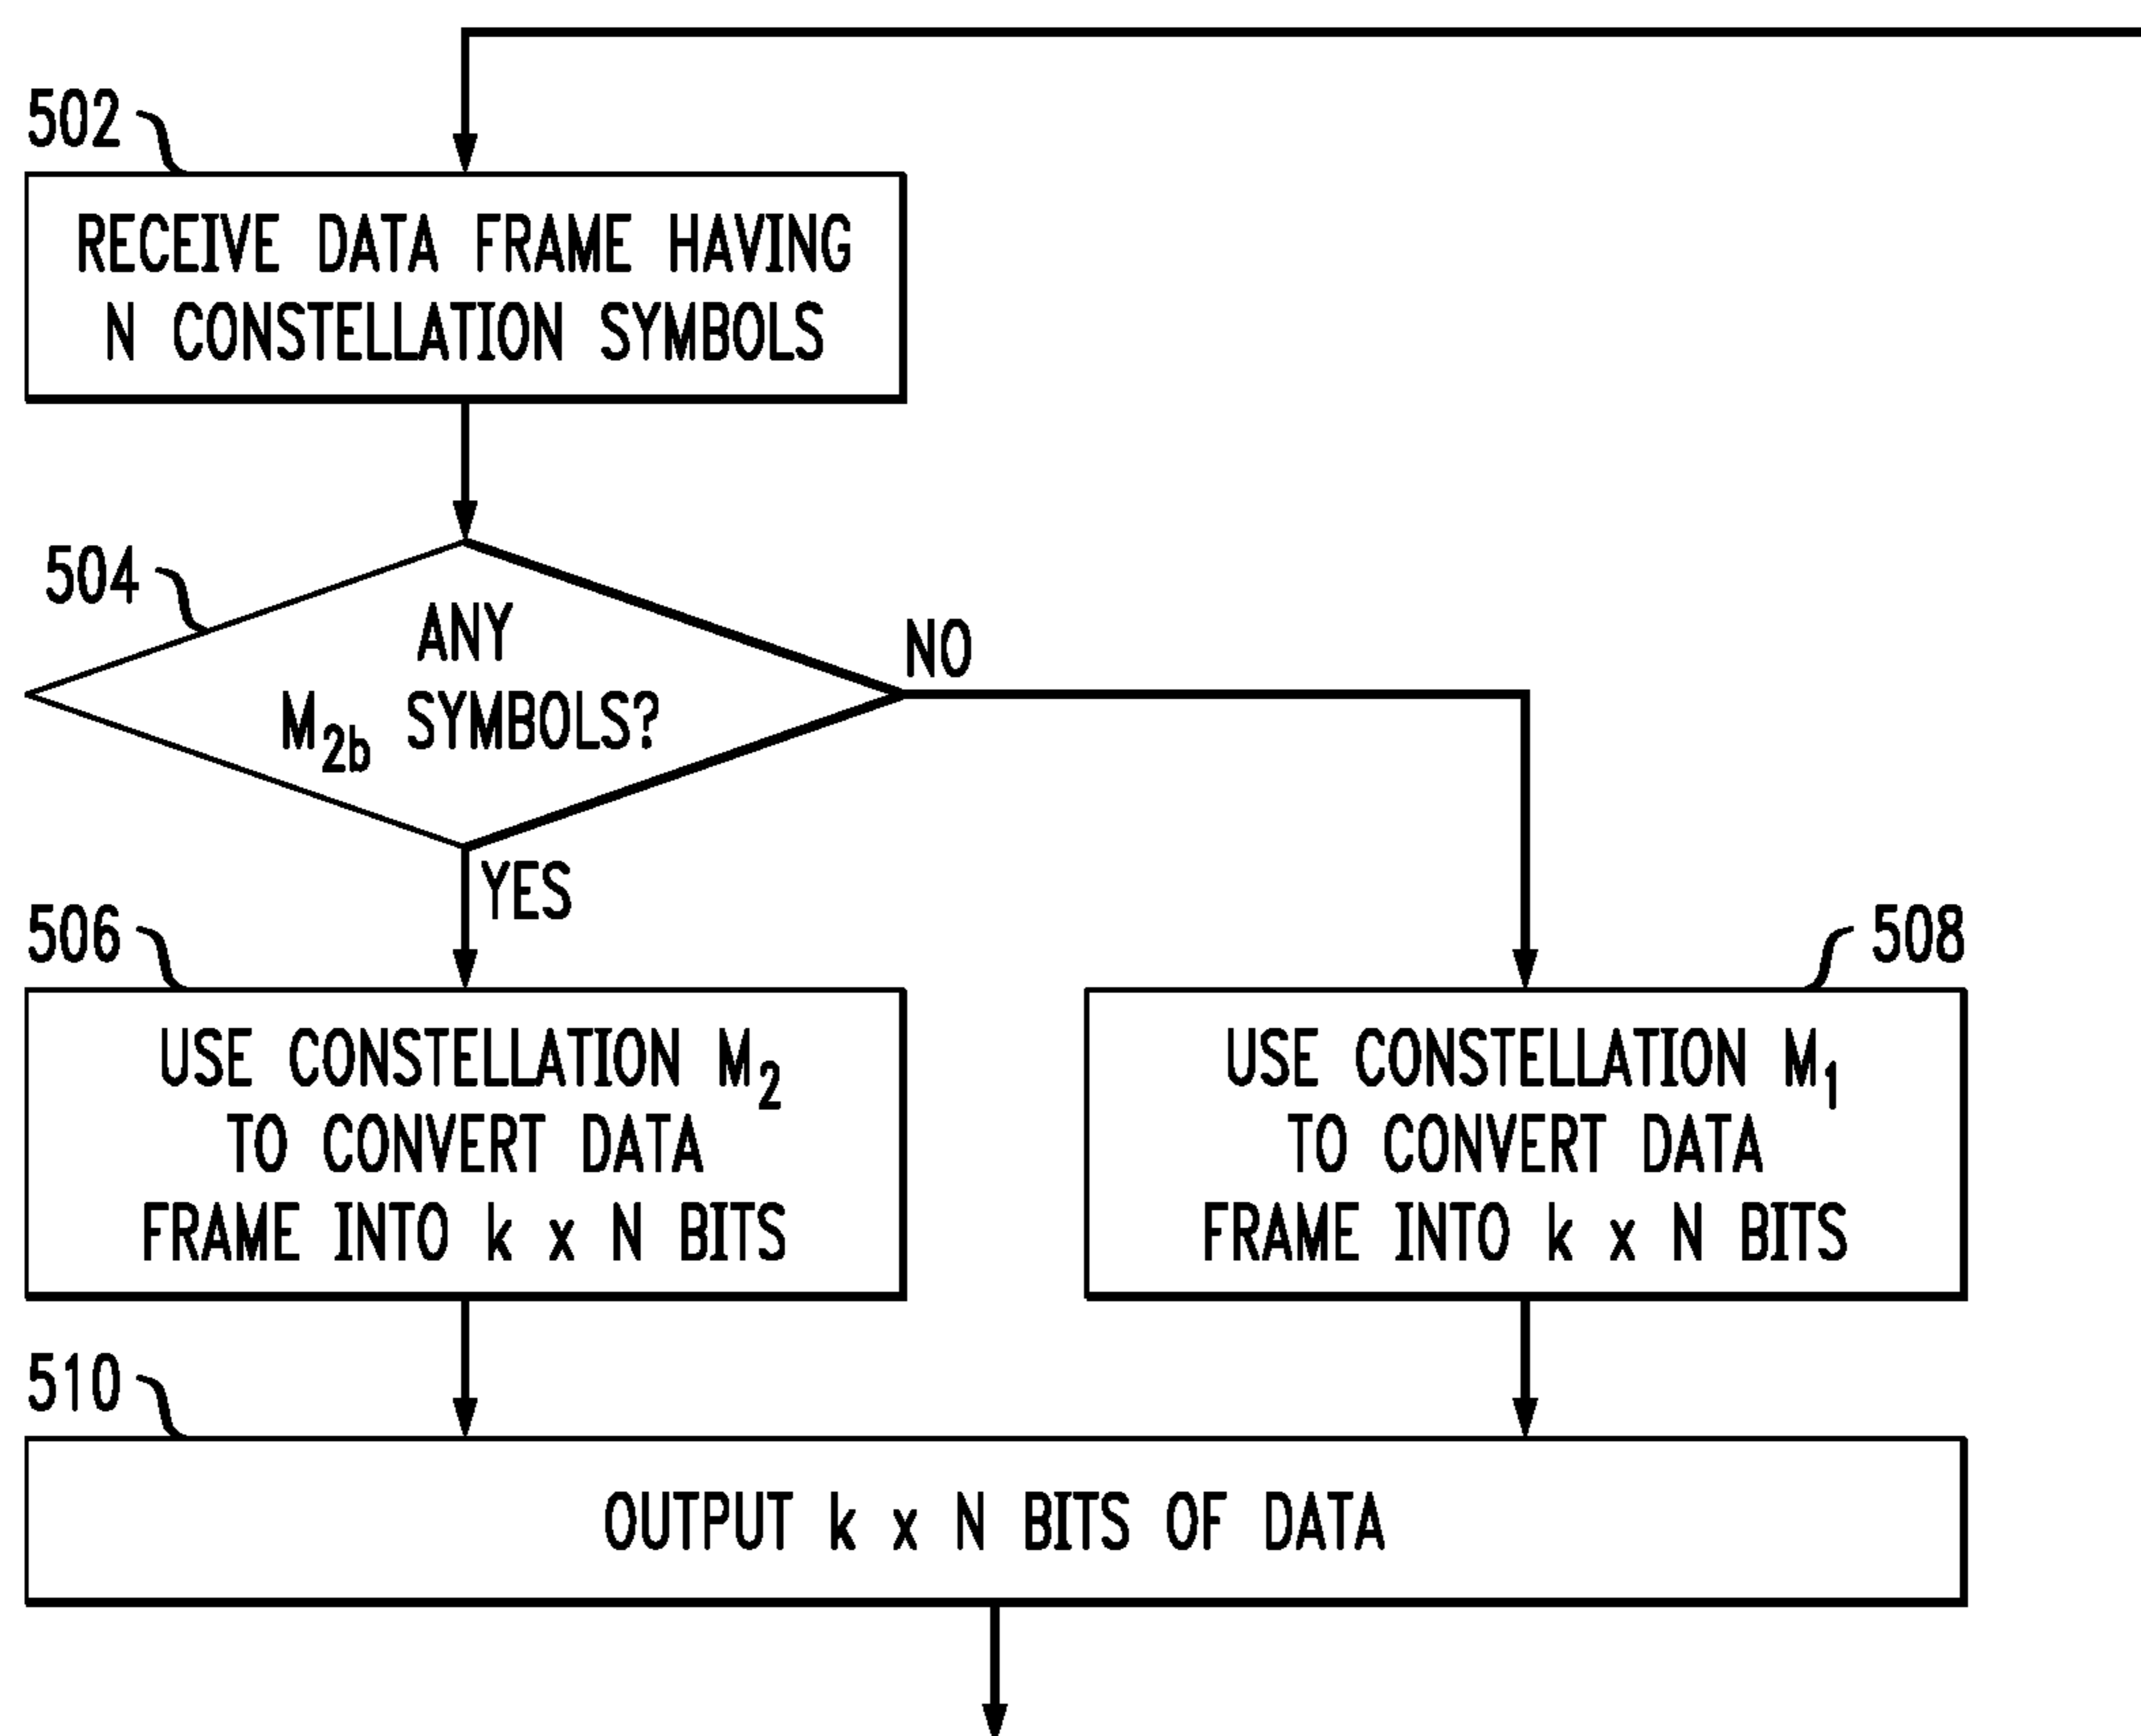 502
RECEIVE DATA FRAME HAVING
N CONSTELLATION SYMBOLS
504
ANY
M2b SYMBOLS?
NO
YES
506
USE CONSTELLATION M2
TO CONVERT DATA
FRAME INTO k x N BITS
508
USE CONSTELLATION M1
TO CONVERT DATA
FRAME INTO k x N BITS
510
OUTPUT k x N BITS OF DATA